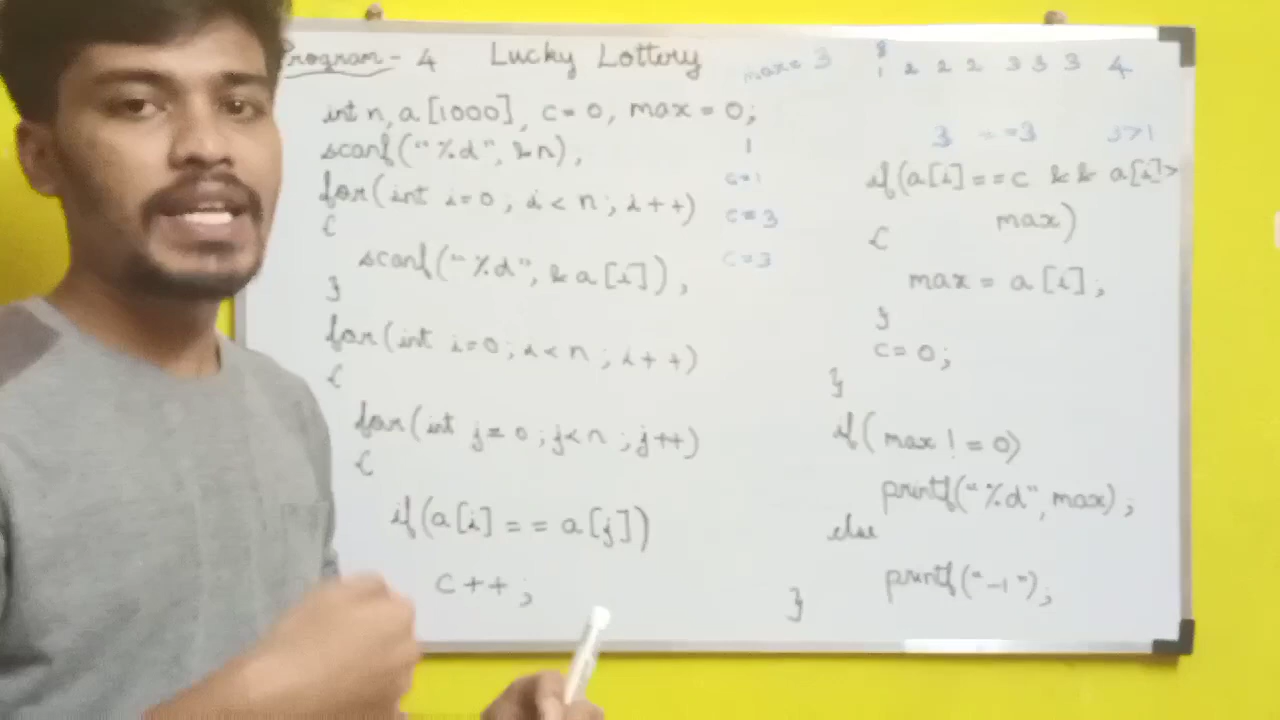 Program - 4 Lucky Lottery
max = 3
8
1 2 2 2 3 3 3 4
int n, a [1000], c = 0, max = 0;
1
scanf("%d", &n);
for(int i=0; i<n; i++)
{
scanf("%d", &a[i]);
}
for(int i=0; i<n; i++)
{
for(int j=0; j<n; j++)
{
if(a[i] == a[j])
c++;
c=1
c=3
c=3
3 ==3 3>1
if(a[i]==c && a[i]>
max)
{
max = a[i];
}
c=0;
}
if(max != 0)
printf("%d", max);
else
printf("-1");
}